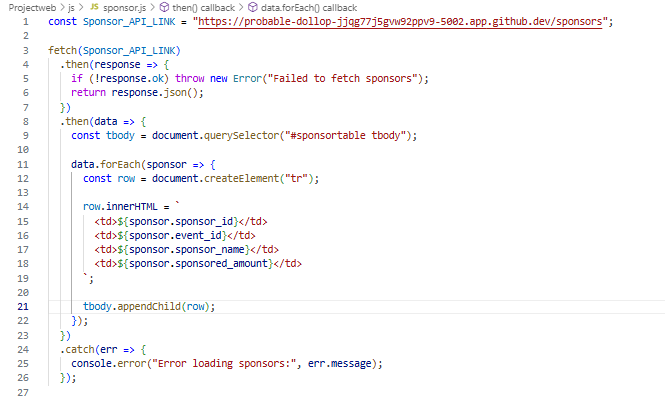 Projectweb > js > JS sponsor.js > then() callback > data.forEach() callback
1 const Sponsor_API_LINK = "https://probable-dollop-jjqg77j5gvw92ppv9-5002.app.github.dev/sponsors";
2
3 fetch(Sponsor_API_LINK)
4 .then(response => {
5 if (!response.ok) throw new Error("Failed to fetch sponsors");
6 return response.json();
7 })
8 .then(data => {
9 const tbody = document.querySelector("#sponsortable tbody");
10
11 data.forEach(sponsor => {
12 const row = document.createElement("tr");
13
14 row.innerHTML = `
15 <td>${sponsor.sponsor_id}</td>
16 <td>${sponsor.event_id}</td>
17 <td>${sponsor.sponsor_name}</td>
18 <td>${sponsor.sponsored_amount}</td>
19 `;
20
21 tbody.appendChild(row);
22 });
23 })
24 .catch(err => {
25 console.error("Error loading sponsors:", err.message);
26 });
27